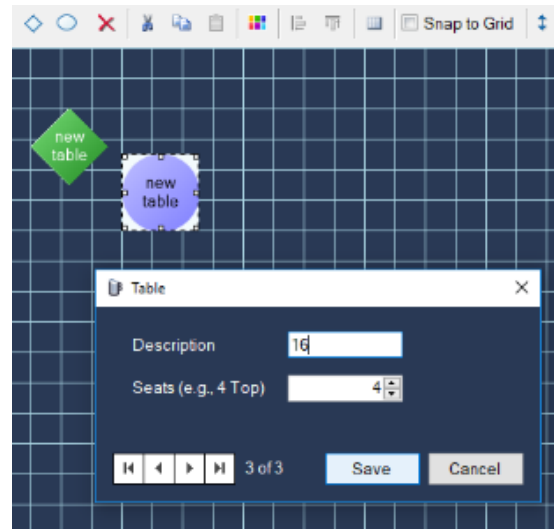 Snap to Grid
new
table
new
table
Table
Description
16
Seats (e.g., 4 Top)
4
3 of 3
Save
Cancel